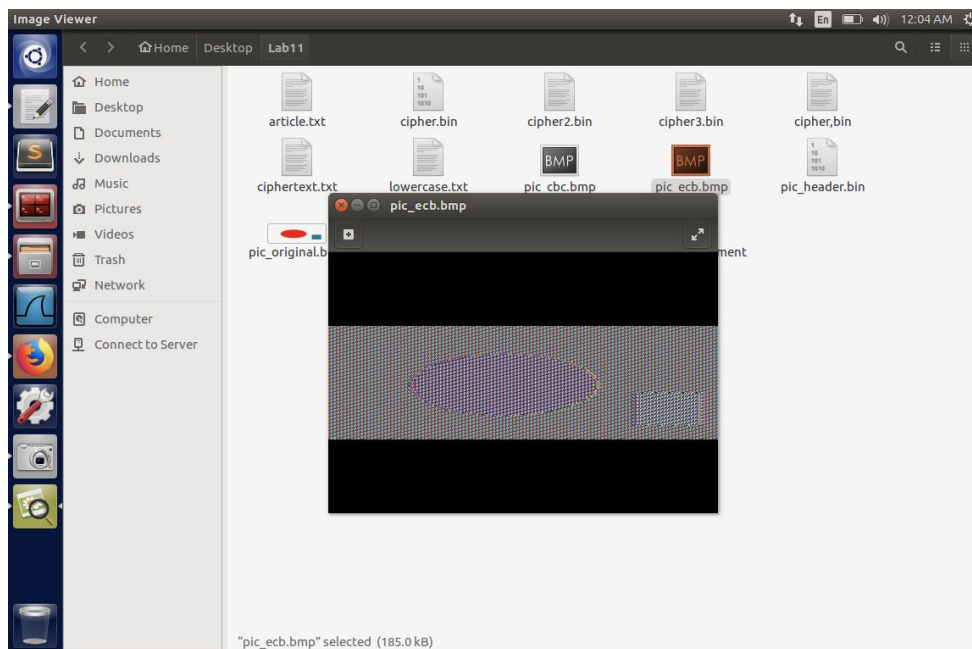 Image Viewer En 12:04 AM
Home Desktop Lab11
Home
Desktop
Documents
Downloads
Music
Pictures
Videos
Trash
Network
Computer
Connect to Server
article.txt cipher.bin cipher2.bin cipher3.bin cipher,bin
BMP BMP
ciphertext.txt lowercase.txt pic_cbc.bmp pic_ecb.bmp pic_header.bin
pic_ecb.bmp
pic_original.b ment
"pic_ecb.bmp" selected (185.0 kB)